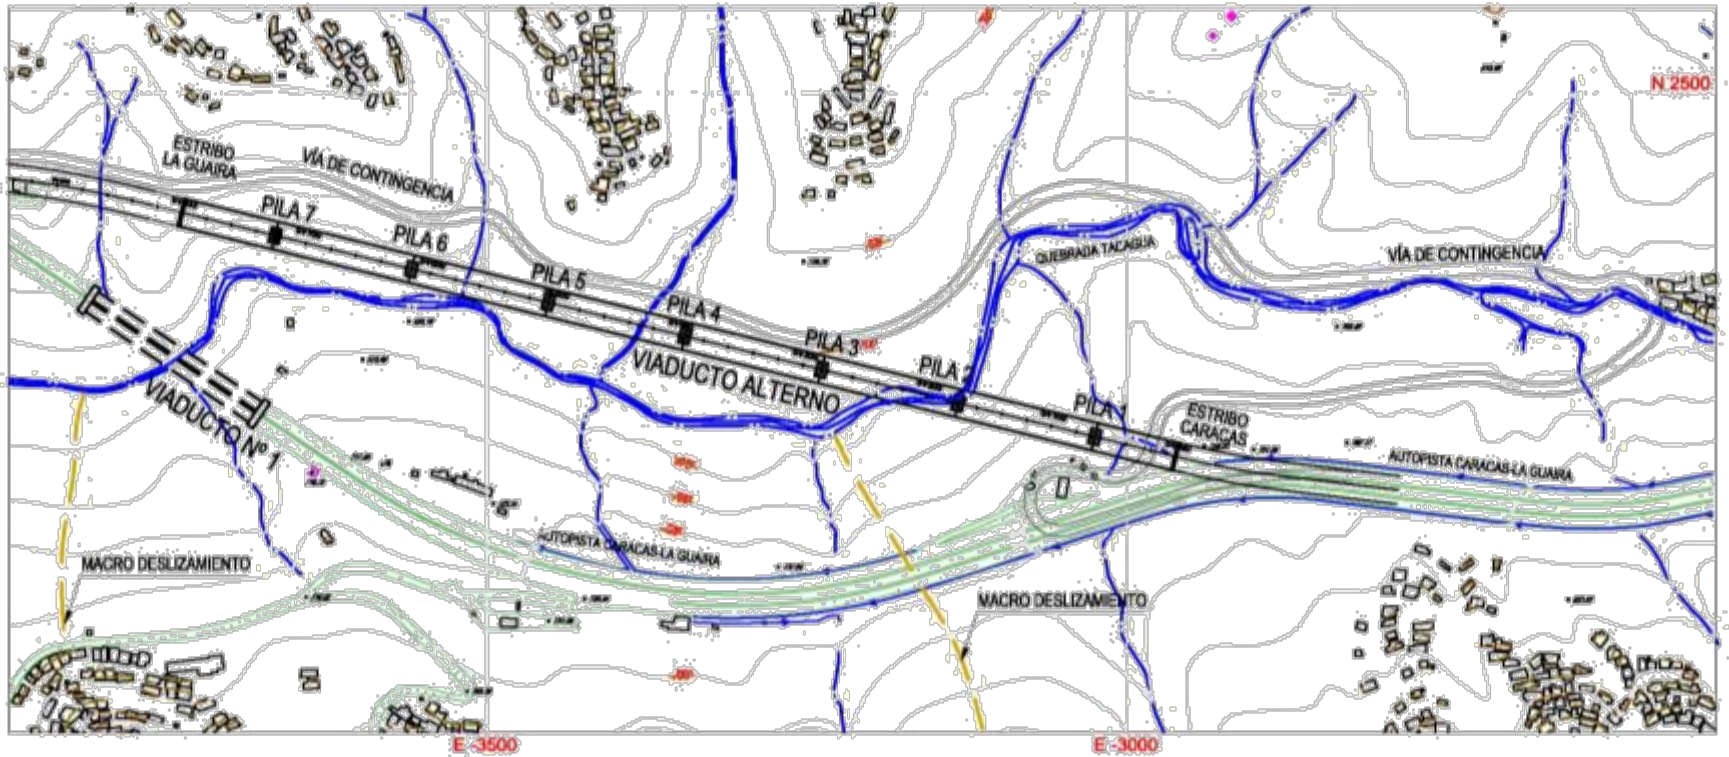 N 2500
ESTRIBO
LA GUAIRA
VÍA DE CONTINGENCIA
PILA 7
PILA 6
PILA 5
PILA 4
PILA 3
PILA 2
PILA 1
QUEBRADA TACAGUA
VÍA DE CONTINGENCIA
VIADUCTO ALTERNO
ESTRIBO
CARACAS
VIADUCTO Nº 1
AUTOPISTA CARACAS-LA GUAIRA
AUTOPISTA CARACAS-LA GUAIRA
MACRO DESLIZAMIENTO
MACRO DESLIZAMIENTO
E -3500
E -3000